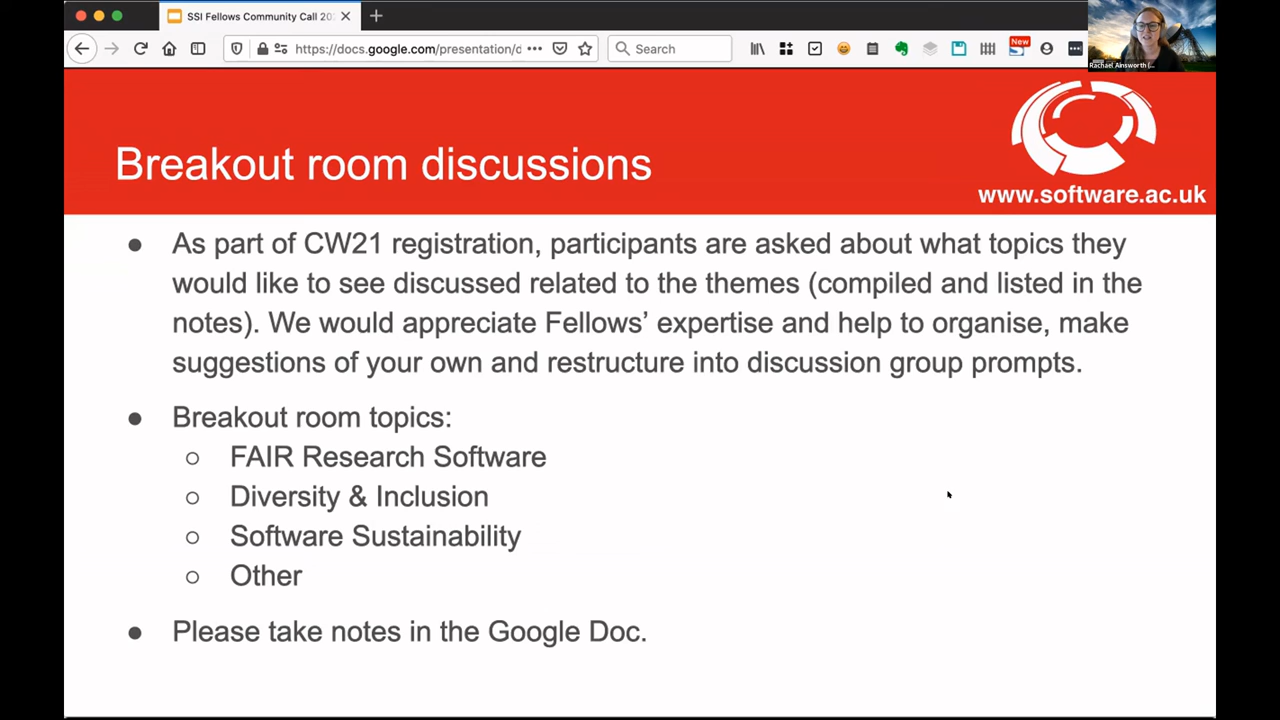 SSI Fellows Community Call 202
https://docs.google.com/presentation/d
Search
New
Rachael Ainsworth (...
www.software.ac.uk
Breakout room discussions
● As part of CW21 registration, participants are asked about what topics they
would like to see discussed related to the themes (compiled and listed in the
notes). We would appreciate Fellows’ expertise and help to organise, make
suggestions of your own and restructure into discussion group prompts.
● Breakout room topics:
○ FAIR Research Software
○ Diversity & Inclusion
○ Software Sustainability
○ Other
● Please take notes in the Google Doc.